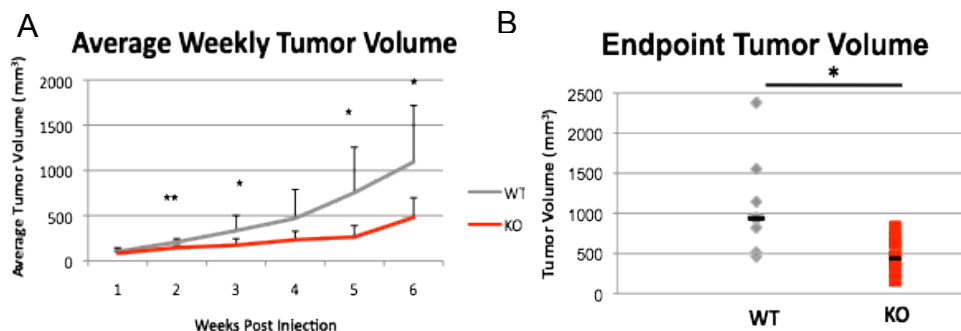 A
Average Weekly Tumor Volume
Average Tumor Volume (mm³)
2000
1500
1000
500
0
**
*
*
*
1 2 3 4 5 6
Weeks Post Injection
WT
KO
B
Endpoint Tumor Volume
*
Tumor Volume (mm³)
2500
2000
1500
1000
500
0
WT KO